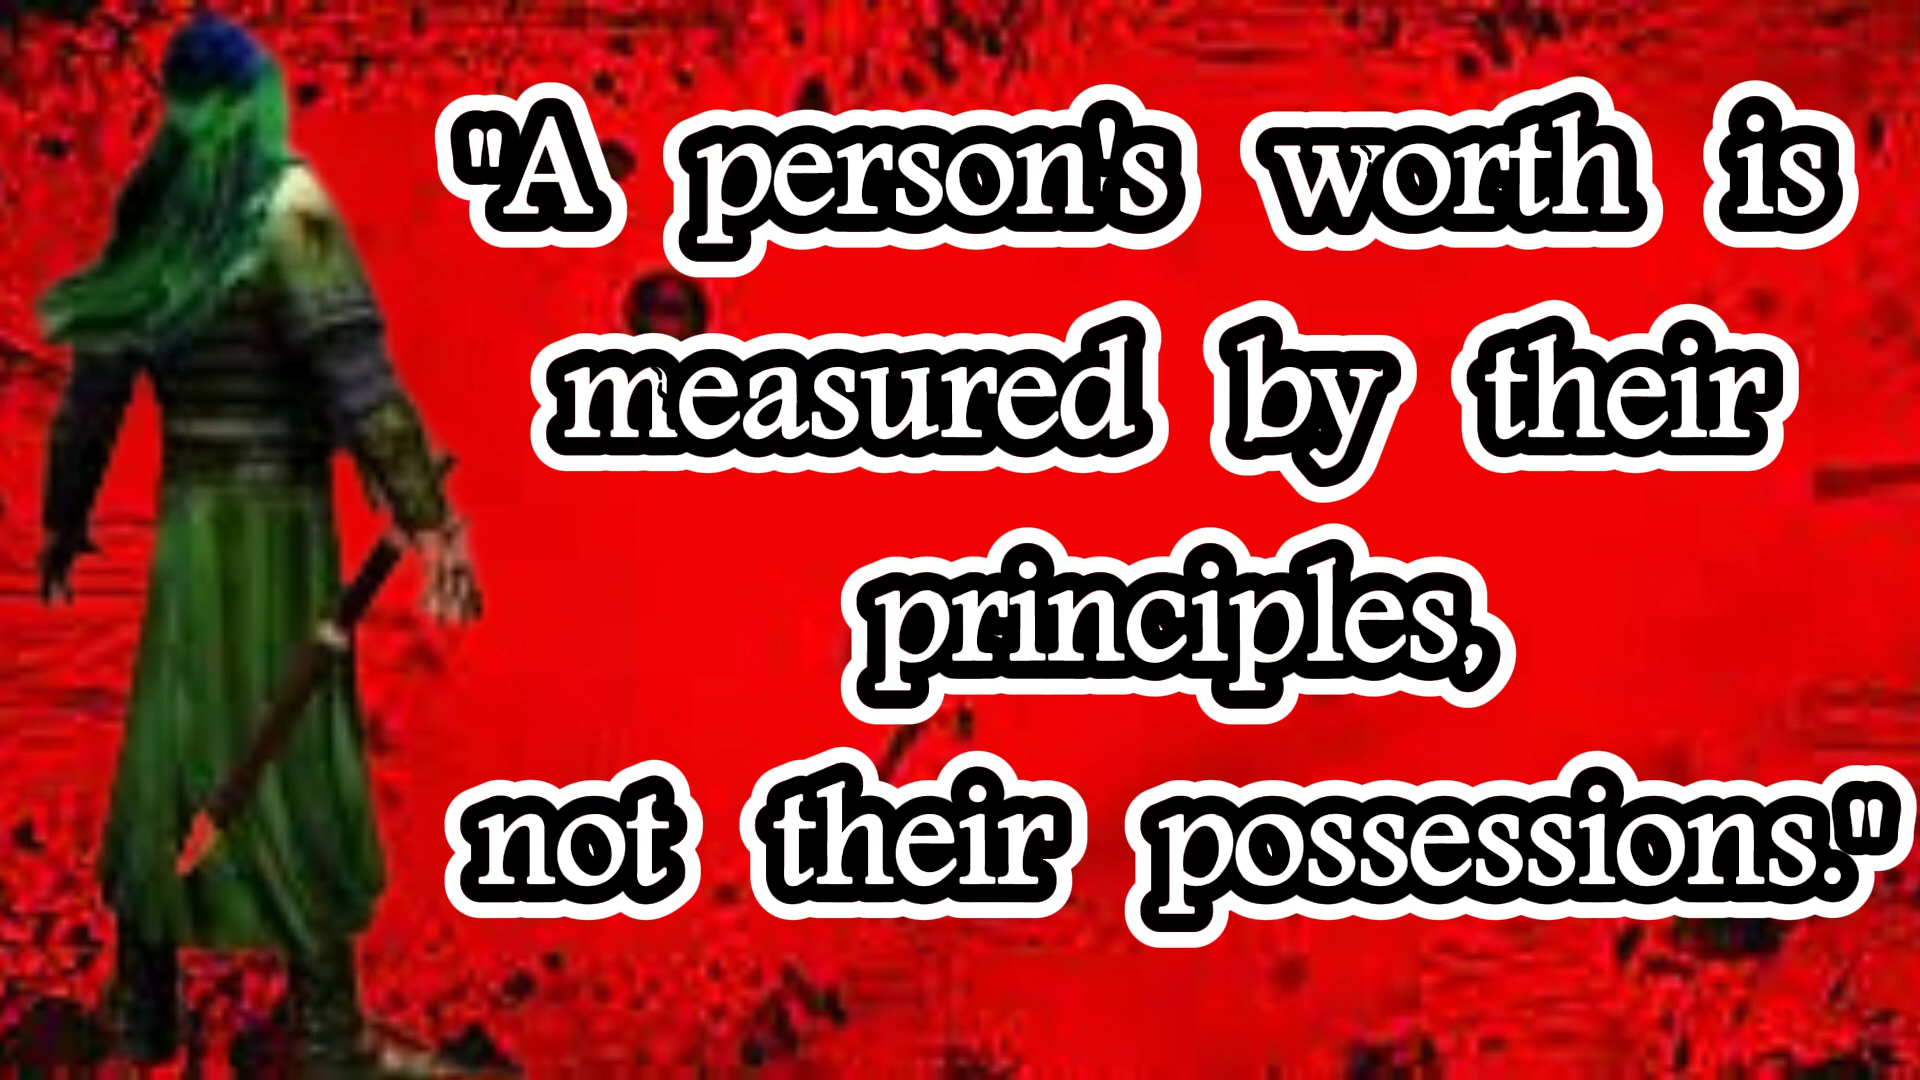 "A person's worth is
measured by their
principles,
not their possessions."